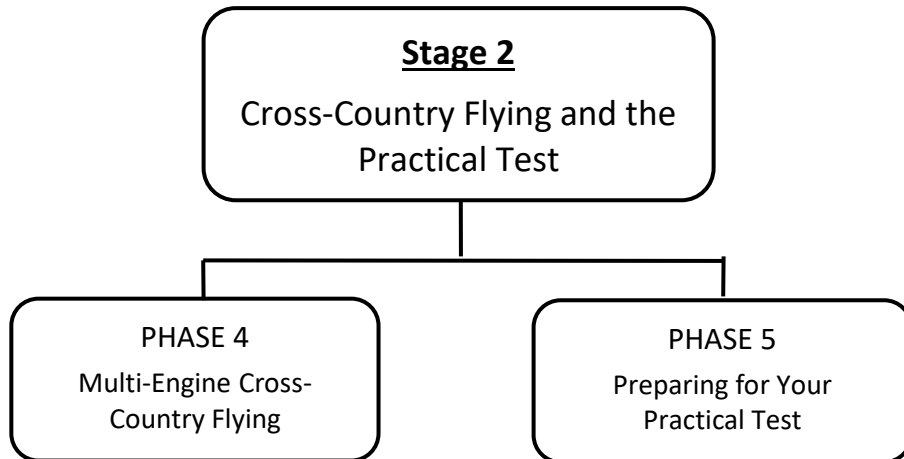 Stage 2
Cross-Country Flying and the
Practical Test
PHASE 4
Multi-Engine Cross-
Country Flying
PHASE 5
Preparing for Your
Practical Test